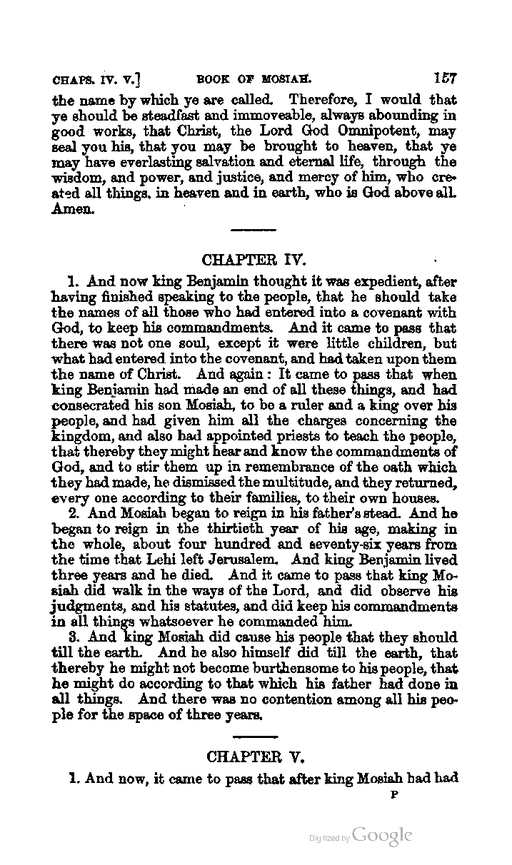 CHAPS. IV. V.] BOOK OF MOSIAH. 157
the name by which ye are called. Therefore, I would that
ye should be steadfast and immoveable, always abounding in
good works, that Christ, the Lord God Omnipotent, may
seal you his, that you may be brought to heaven, that ye
may have everlasting salvation and eternal life, through the
wisdom, and power, and justice, and mercy of him, who cre-
ated all things, in heaven and in earth, who is God above all.
Amen.
CHAPTER IV.
1. And now king Benjamin thought it was expedient, after
having finished speaking to the people, that he should take
the names of all those who had entered into a covenant with
God, to keep his commandments. And it came to pass that
there was not one soul, except it were little children, but
what had entered into the covenant, and had taken upon them
the name of Christ. And again: It came to pass that when
king Benjamin had made an end of all these things, and had
consecrated his son Mosiah, to be a ruler and a king over his
people, and had given him all the charges concerning the
kingdom, and also had appointed priests to teach the people,
that thereby they might hear and know the commandments of
God, and to stir them up in remembrance of the oath which
they had made, he dismissed the multitude, and they returned,
every one according to their families, to their own houses.
2. And Mosiah began to reign in his father's stead. And he
began to reign in the thirtieth year of his age, making in
the whole, about four hundred and seventy-six years from
the time that Lehi left Jerusalem. And king Benjamin lived
three years and he died. And it came to pass that king Mo-
siah did walk in the ways of the Lord, and did observe his
judgments, and his statutes, and did keep his commandments
in all things whatsoever he commanded him.
3. And king Mosiah did cause his people that they should
till the earth. And he also himself did till the earth, that
thereby he might not become burthensome to his people, that
he might do according to that which his father had done in
all things. And there was no contention among all his peo-
ple for the space of three years.
CHAPTER V.
1. And now, it came to pass that after king Mosiah had had
P
Digitized by Google